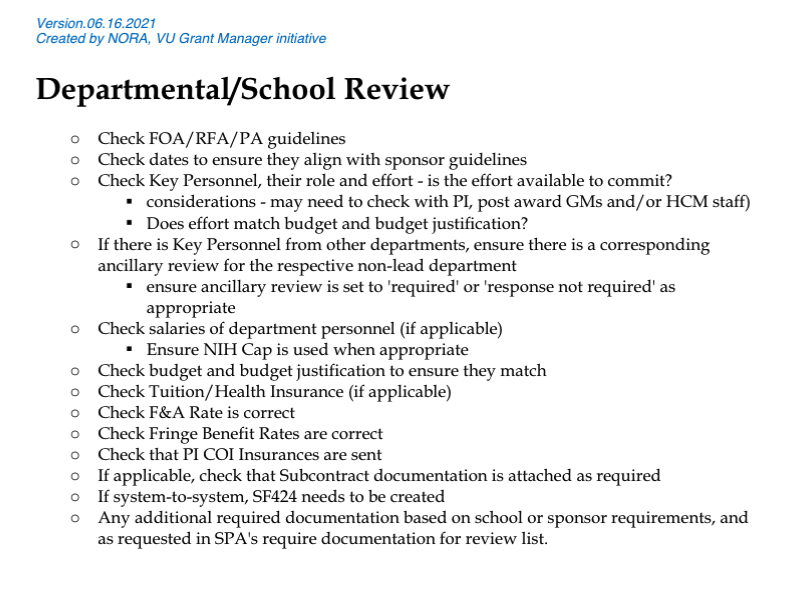 Version.06.16.2021
Created by NORA, VU Grant Manager initiative
Departmental/School Review
○ Check FOA/RFA/PA guidelines
○ Check dates to ensure they align with sponsor guidelines
○ Check Key Personnel, their role and effort - is the effort available to commit?
▪ considerations - may need to check with PI, post award GMs and/or HCM staff)
▪ Does effort match budget and budget justification?
○ If there is Key Personnel from other departments, ensure there is a corresponding
ancillary review for the respective non-lead department
▪ ensure ancillary review is set to 'required' or 'response not required' as
appropriate
○ Check salaries of department personnel (if applicable)
▪ Ensure NIH Cap is used when appropriate
○ Check budget and budget justification to ensure they match
○ Check Tuition/Health Insurance (if applicable)
○ Check F&A Rate is correct
○ Check Fringe Benefit Rates are correct
○ Check that PI COI Insurances are sent
○ If applicable, check that Subcontract documentation is attached as required
○ If system-to-system, SF424 needs to be created
○ Any additional required documentation based on school or sponsor requirements, and
as requested in SPA's require documentation for review list.